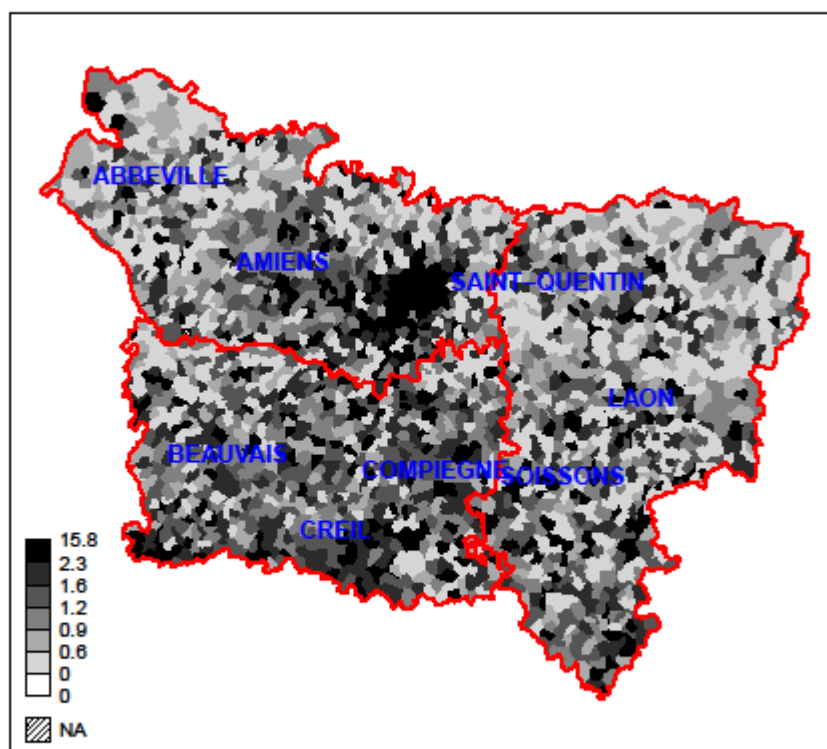 ABBEVILLE
AMIENS
SAINT−QUENTIN
LAON
BEAUVAIS
COMPIEGNE
SOISSONS
CREIL
15.8
2.3
1.6
1.2
0.9
0.6
0
0
NA